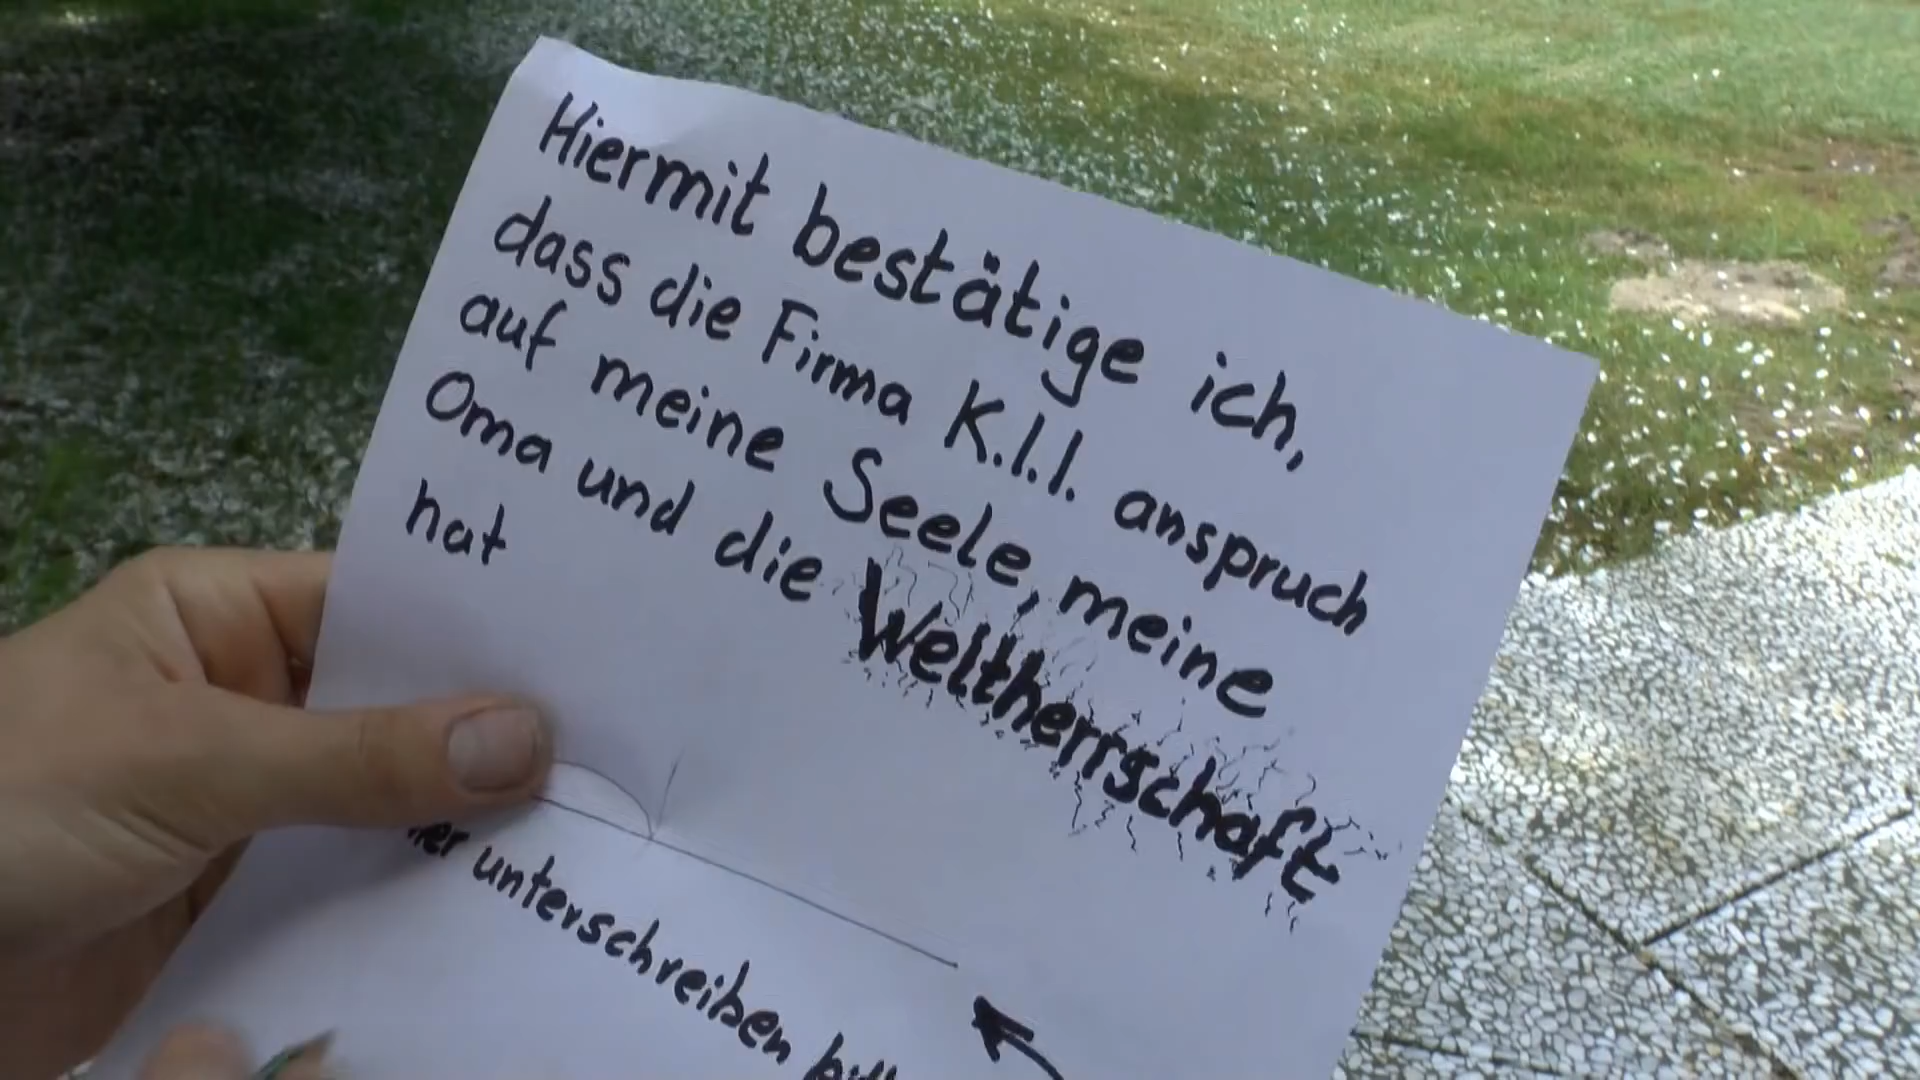 Hiermit bestätige ich,
dass die Firma K.I.I. anspruch
auf meine Seele, meine
Oma und die Weltherrschaft
hat
unterschreiben